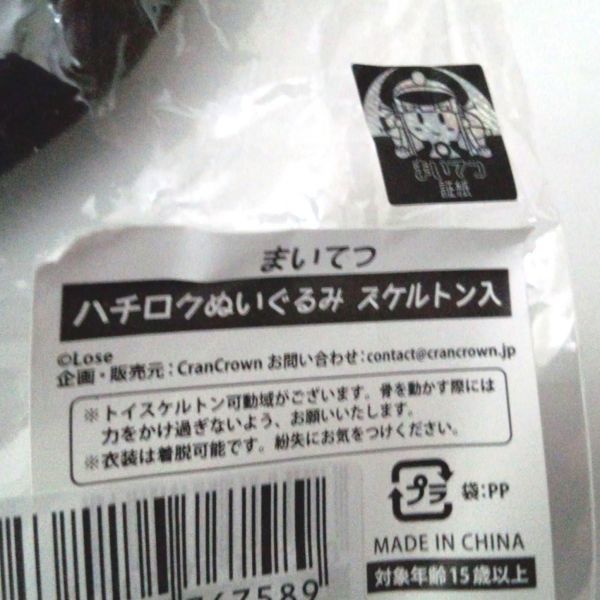 まいてつ
証紙
まいてつ
ハチロクぬいぐるみ スケルトン入
©Lose
企画・販売元：CranCrown お問い合わせ：contact@crancrown.jp
※トイスケルトン可動域がございます。骨を動かす際には
力をかけ過ぎないよう、お願いいたします。
※衣装は着脱可能です。紛失にお気をつけください。
プラ
袋：PP
MADE IN CHINA
対象年齢15歳以上